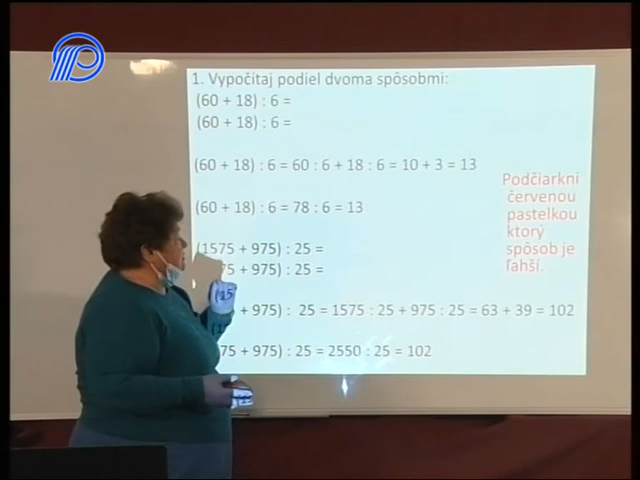 1. Vypočítaj podiel dvoma spôsobmi:
(60 + 18) : 6 =
(60 + 18) : 6 =
(60 + 18) : 6 = 60 : 6 + 18 : 6 = 10 + 3 = 13
(60 + 18) : 6 = 78 : 6 = 13
(1575 + 975) : 25 =
75 + 975) : 25 =
+ 975) : 25 = 1575 : 25 + 975 : 25 = 63 + 39 = 102
75 + 975) : 25 = 2550 : 25 = 102
Podčiarkni
červenou
pastelkou
ktorý
spôsob je
ľahší.